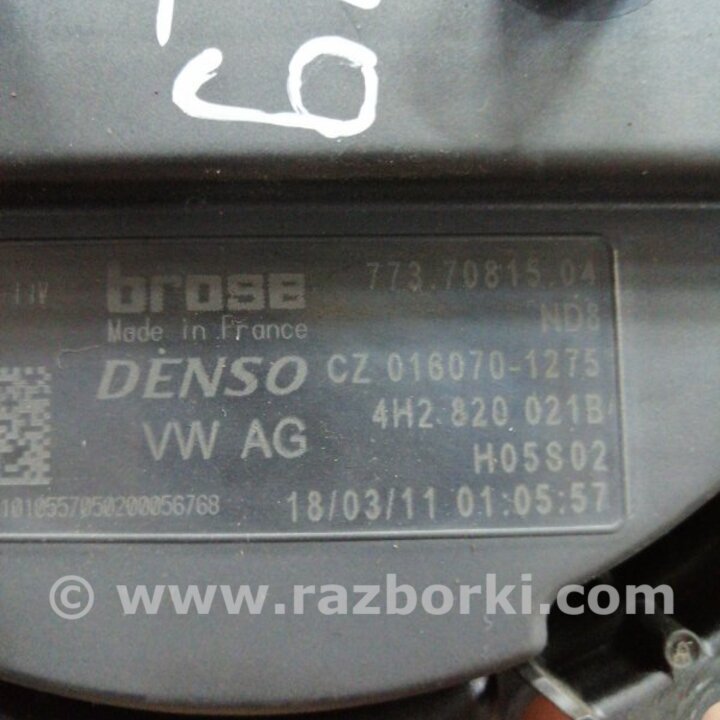 9
brose 773.70815.04
Made in France ND8
DENSO CZ 016070-1275
4H2 820 021B
VW AG
H05S02
18/03/11 01:05:57
© www.razborki.com